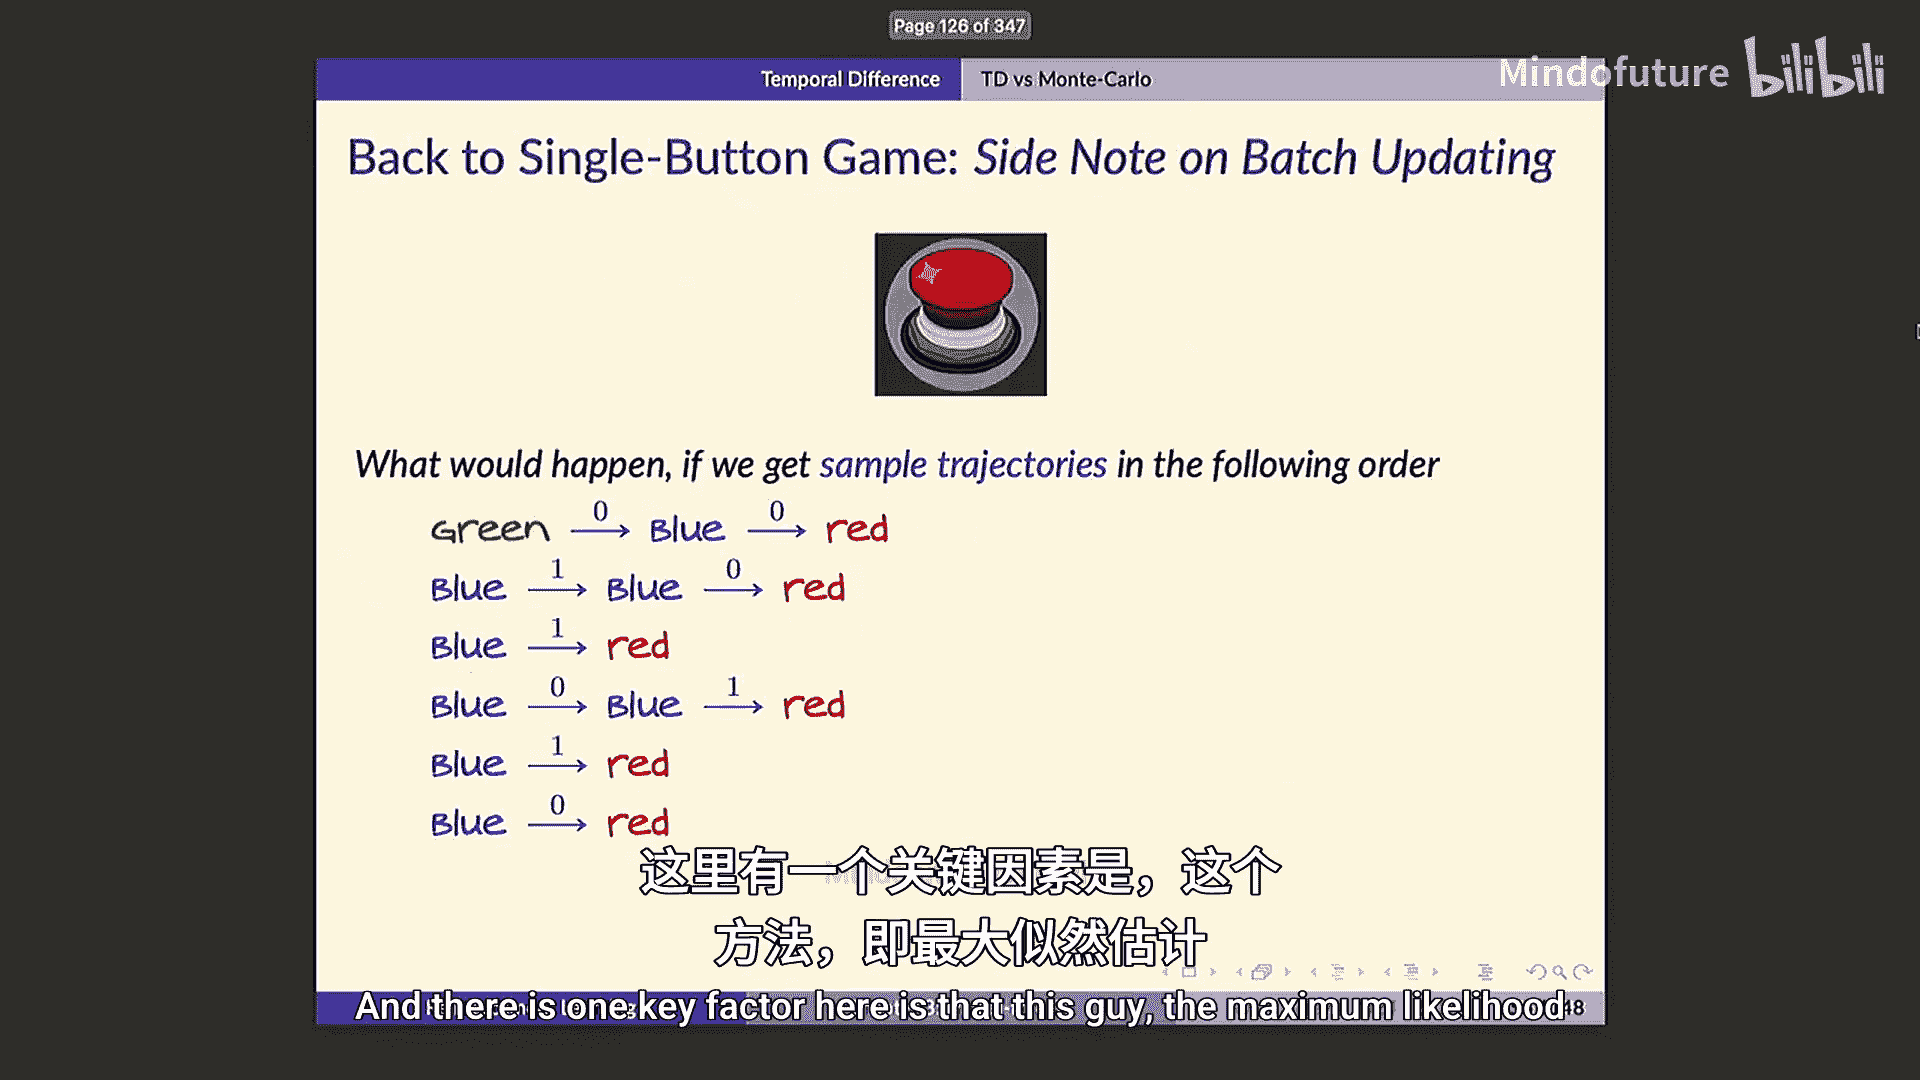 Page 126 of 347
Mindofuture bilibili
Temporal Difference TD vs Monte-Carlo
Back to Single-Button Game: Side Note on Batch Updating
What would happen, if we get sample trajectories in the following order
Green 0 → Blue 0 → red
Blue 1 → Blue 0 → red
Blue 1 → red
Blue 0 → Blue 1 → red
Blue 1 → red
Blue 0 → red
这里有一个关键因素是，这个
方法，即最大似然估计
And there is one key factor here is that this guy, the maximum likelihood
48